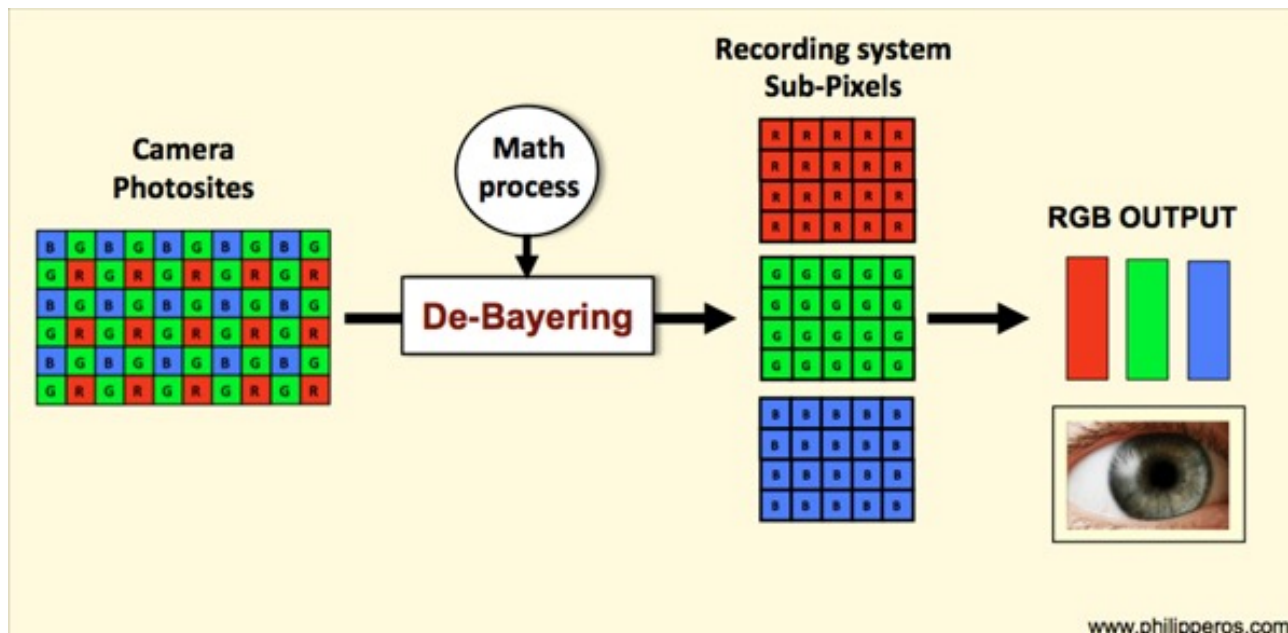 Recording system
Sub-Pixels
Camera
Photosites
Math
process
De-Bayering
RGB OUTPUT
B G B G B G B G B G
G R G R G R G R G R
B G B G B G B G B G
G R G R G R G R G R
B G B G B G B G B G
G R G R G R G R G R
R R R R R
R R R R R
R R R R R
R R R R R
G G G G G
G G G G G
G G G G G
G G G G G
B B B B B
B B B B B
B B B B B
B B B B B
www.philipperos.com